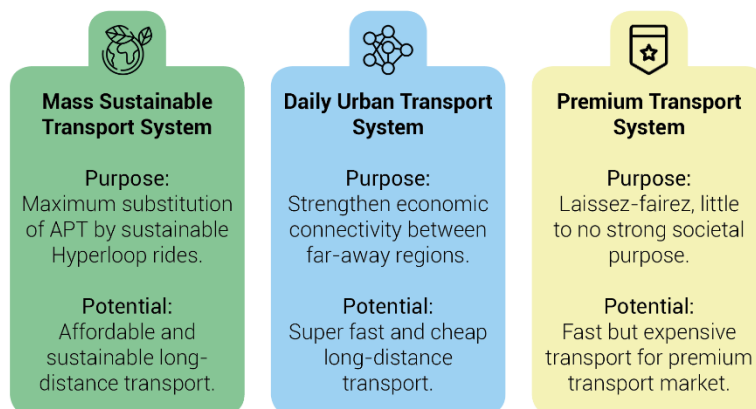 Mass Sustainable
Transport System
Purpose:
Maximum substitution
of APT by sustainable
Hyperloop rides.
Potential:
Affordable and
sustainable long-
distance transport.
Daily Urban Transport
System
Purpose:
Strengthen economic
connectivity between
far-away regions.
Potential:
Super fast and cheap
long-distance
transport.
Premium Transport
System
Purpose:
Laissez-fairez, little
to no strong societal
purpose.
Potential:
Fast but expensive
transport for premium
transport market.